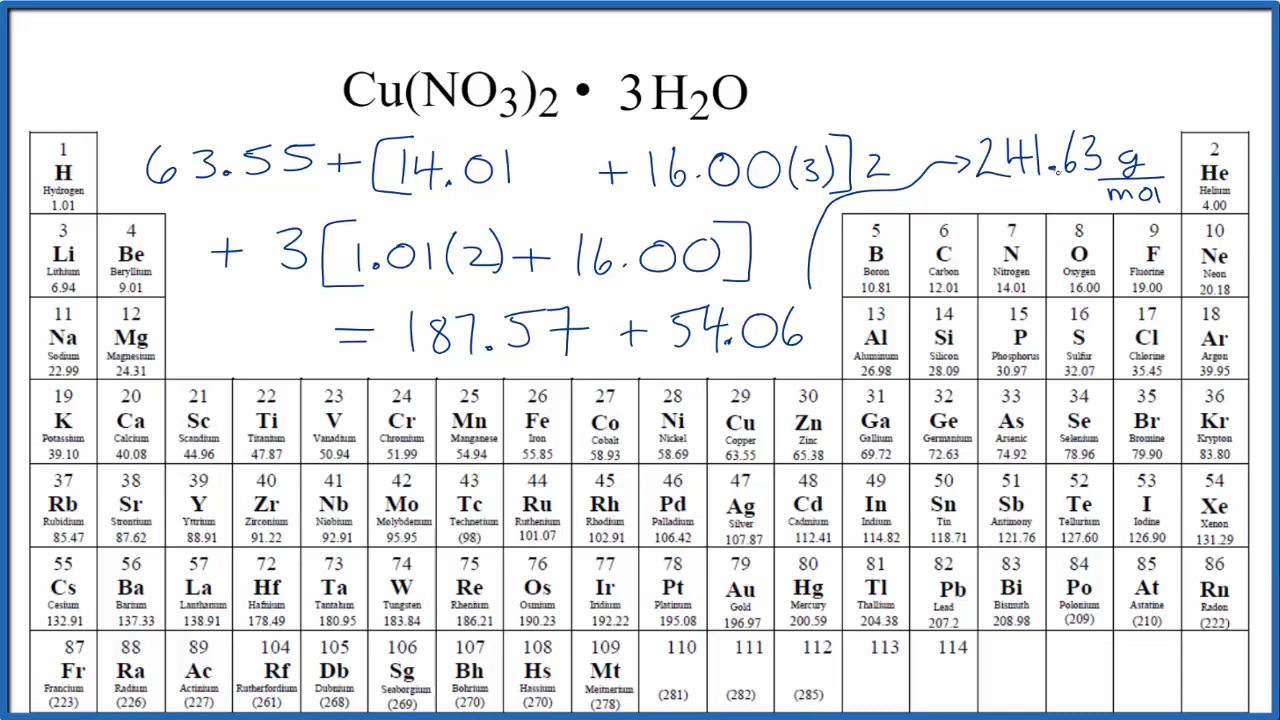 Cu(NO₃)₂ • 3H₂O
63.55 + [14.01 + 16.00(3)]2 → 241.63 g/mol
+ 3[1.01(2) + 16.00]
= 187.57 + 54.06
1 2
H He
Hydrogen Helium
1.01 4.00
3 4 5 6 7 8 9 10
Li Be B C N O F Ne
Lithium Beryllium Boron Carbon Nitrogen Oxygen Fluorine Neon
6.94 9.01 10.81 12.01 14.01 16.00 19.00 20.18
11 12 13 14 15 16 17 18
Na Mg Al Si P S Cl Ar
Sodium Magnesium Aluminum Silicon Phosphorus Sulfur Chlorine Argon
22.99 24.31 26.98 28.09 30.97 32.07 35.45 39.95
19 20 21 22 23 24 25 26 27 28 29 30 31 32 33 34 35 36
K Ca Sc Ti V Cr Mn Fe Co Ni Cu Zn Ga Ge As Se Br Kr
Potassium Calcium Scandium Titanium Vanadium Chromium Manganese Iron Cobalt Nickel Copper Zinc Gallium Germanium Arsenic Selenium Bromine Krypton
39.10 40.08 44.96 47.87 50.94 51.99 54.94 55.85 58.93 58.69 63.55 65.38 69.72 72.63 74.92 78.96 79.90 83.80
37 38 39 40 41 42 43 44 45 46 47 48 49 50 51 52 53 54
Rb Sr Y Zr Nb Mo Tc Ru Rh Pd Ag Cd In Sn Sb Te I Xe
Rubidium Strontium Yttrium Zirconium Niobium Molybdenum Technetium Ruthenium Rhodium Palladium Silver Cadmium Indium Tin Antimony Tellurium Iodine Xenon
85.47 87.62 88.91 91.22 92.91 95.95 (98) 101.07 102.91 106.42 107.87 112.41 114.82 118.71 121.76 127.60 126.90 131.29
55 56 57 72 73 74 75 76 77 78 79 80 81 82 83 84 85 86
Cs Ba La Hf Ta W Re Os Ir Pt Au Hg Tl Pb Bi Po At Rn
Cesium Barium Lanthanum Hafnium Tantalum Tungsten Rhenium Osmium Iridium Platinum Gold Mercury Thallium Lead Bismuth Polonium Astatine Radon
132.91 137.33 138.91 178.49 180.95 183.84 186.21 190.23 192.22 195.08 196.97 200.59 204.38 207.2 208.98 (209) (210) (222)
87 88 89 104 105 106 107 108 109 110 111 112 113 114
Fr Ra Ac Rf Db Sg Bh Hs Mt
Francium Radium Actinium Rutherfordium Dubnium Seaborgium Bohrium Hassium Meitnerium
(223) (226) (227) (261) (268) (269) (270) (270) (278) (281) (282) (285)